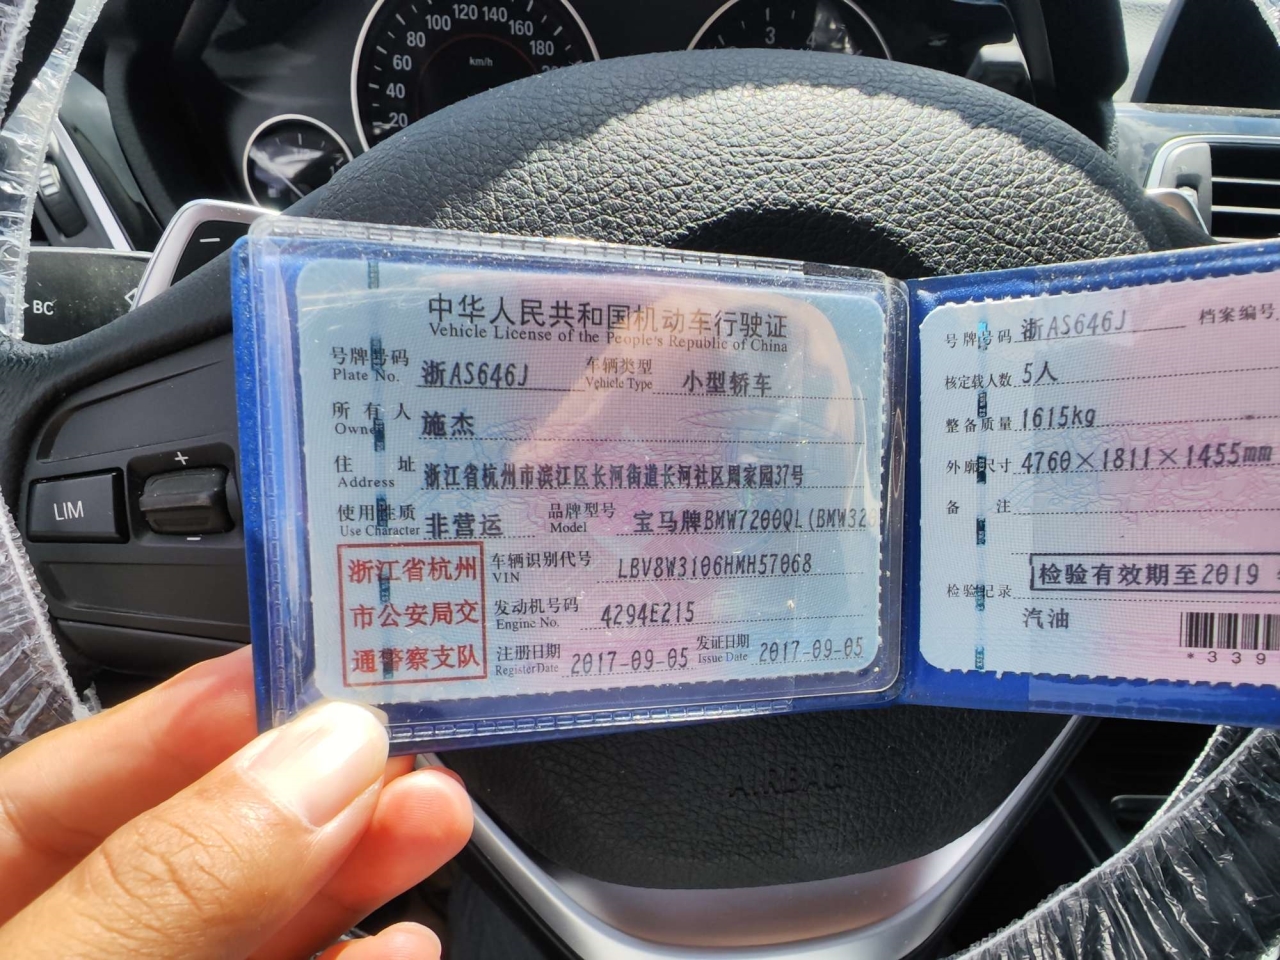 100 120 140 160 180
80
60
40
20
km/h
3
BC
LIM
+
AIRBAG
中华人民共和国机动车行驶证
Vehicle License of the People's Republic of China
号牌号码 浙AS646J 车辆类型 小型轿车
Plate No. Vehicle Type
所有人 施杰
Owner
住址 浙江省杭州市滨江区长河街道长河社区周家园37号
Address
使用性质 非营运 品牌型号 宝马牌BMW7200QL(BMW320
Use Character Model
浙江省杭州
市公安局交
通警察支队
车辆识别代号 LBV8W3106HMH57068
VIN
发动机号码 4294E215
Engine No.
注册日期 2017-09-05 发证日期 2017-09-05
Register Date Issue Date
号牌号码 浙AS646J 档案编号
核定载人数 5人
整备质量 1615kg
外廓尺寸 4760×1811×1455mm
备注
检验记录 检验有效期至2019
汽油
*339